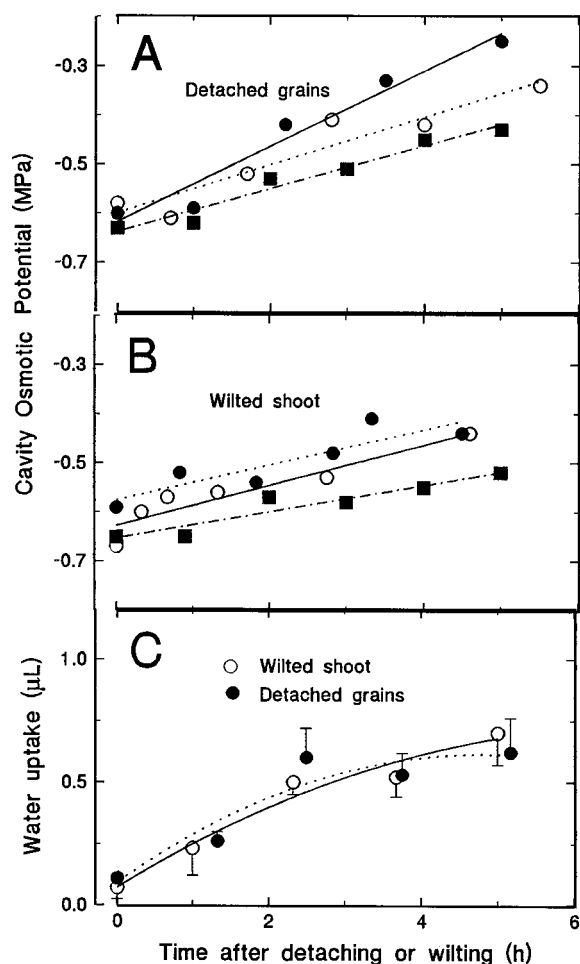 A
Detached grains
-0.3
-0.5
-0.7
Cavity Osmotic Potential (MPa)
B
Wilted shoot
-0.3
-0.5
-0.7
C
Wilted shoot
Detached grains
1.0
0.5
0.0
Water uptake (μL)
0 2 4 6
Time after detaching or wilting (h)